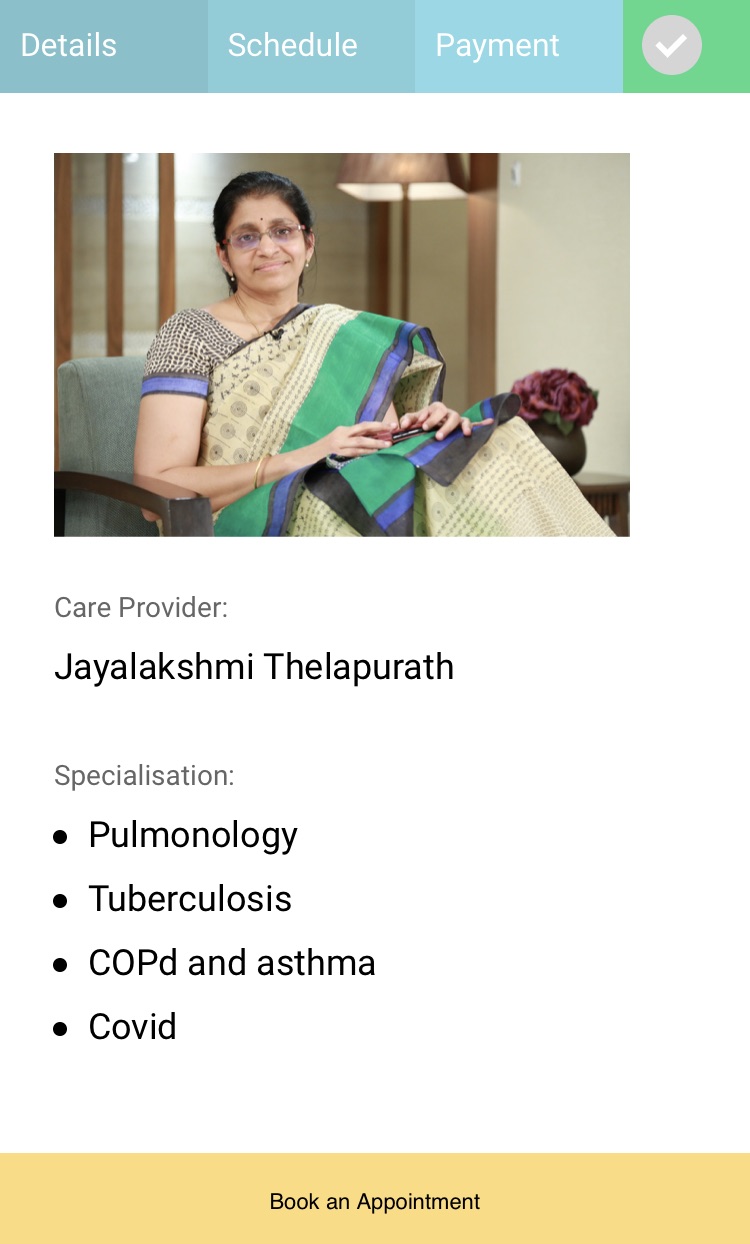 Details Schedule Payment
Care Provider:
Jayalakshmi Thelapurath
Specialisation:
Pulmonology
Tuberculosis
COPd and asthma
Covid
Book an Appointment